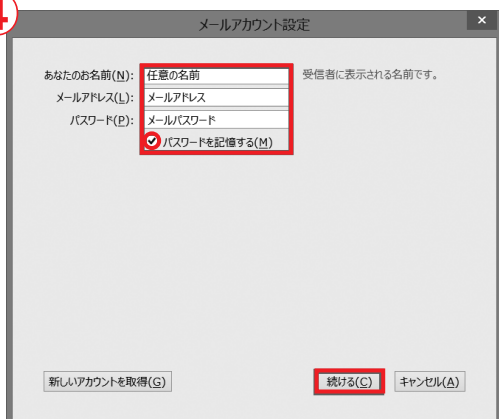 4
メールアカウント設定
×
あなたのお名前(N): 任意の名前 受信者に表示される名前です。
メールアドレス(L): メールアドレス
パスワード(P): メールパスワード
パスワードを記憶する(M)
新しいアカウントを取得(G) 続ける(C) キャンセル(A)